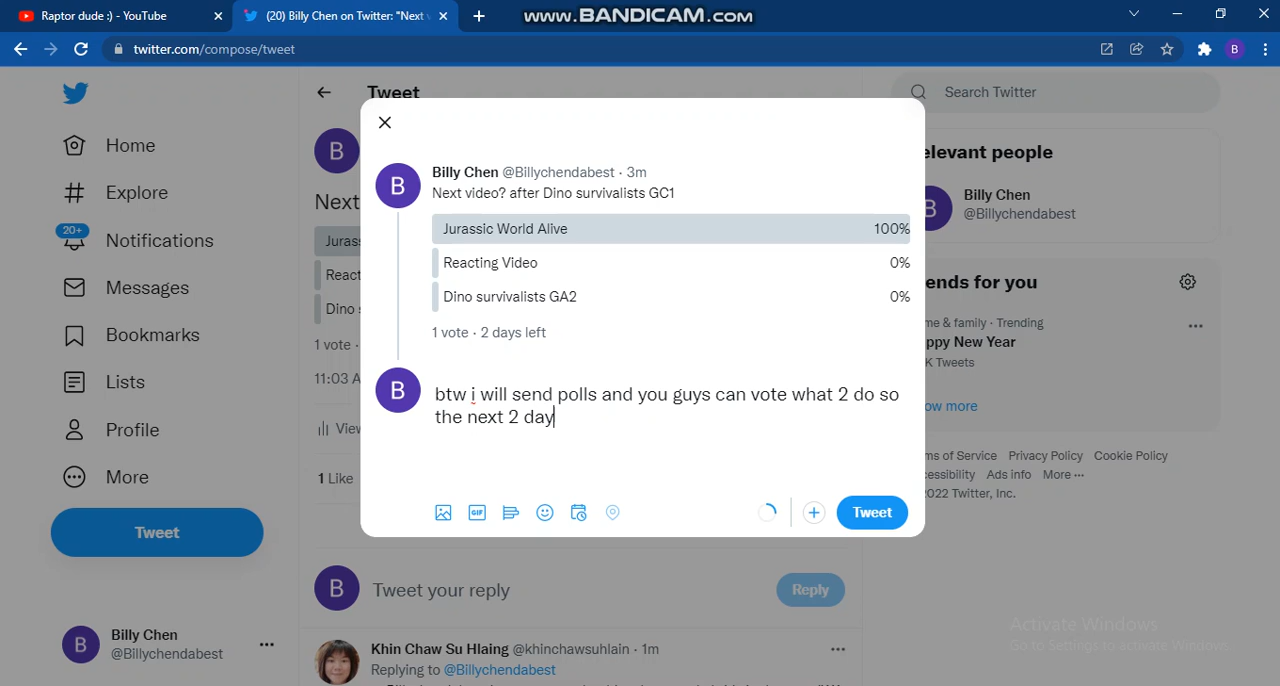 Raptor dude :) - YouTube
(20) Billy Chen on Twitter: "Next
www.BANDICAM.com
twitter.com/compose/tweet
B
Home
Explore
20+
Notifications
Messages
Bookmarks
Lists
Profile
More
Tweet
Billy Chen
@Billychendabest
B
Tweet
B
Next
Jurass
React
Dino
1 vote ·
11:03 A
View
1 Like
B
Tweet your reply
Reply
Khin Chaw Su Hlaing @khinchawsuhlain · 1m
Replying to @Billychendabest
B
Billy Chen @Billychendabest · 3m
Next video? after Dino survivalists GC1
Jurassic World Alive 100%
Reacting Video 0%
Dino survivalists GA2 0%
1 vote · 2 days left
B
btw i will send polls and you guys can vote what 2 do so
the next 2 day
GIF
Tweet
Search Twitter
elevant people
B
Billy Chen
@Billychendabest
ends for you
me & family · Trending
ppy New Year
K Tweets
ow more
ms of Service Privacy Policy Cookie Policy
cessibility Ads info More ···
2022 Twitter, Inc.
Activate Windows
Go to Settings to activate Windows.